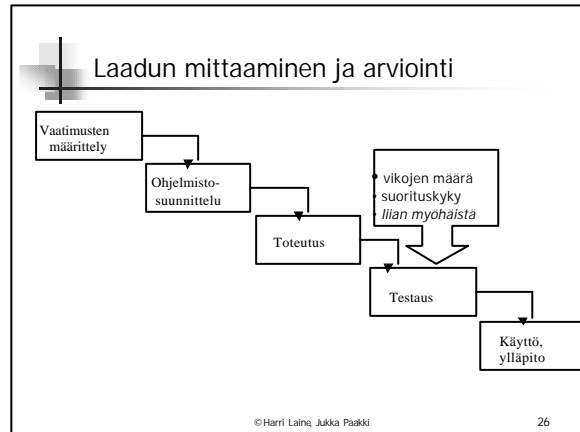 Laadun mittaaminen ja arviointi
Vaatimusten
määrittely
Ohjelmisto-
suunnittelu
• vikojen määrä
• suorituskyky
• liian myöhäistä
Toteutus
Testaus
Käyttö,
ylläpito
© Harri Laine, Jukka Paakki
26